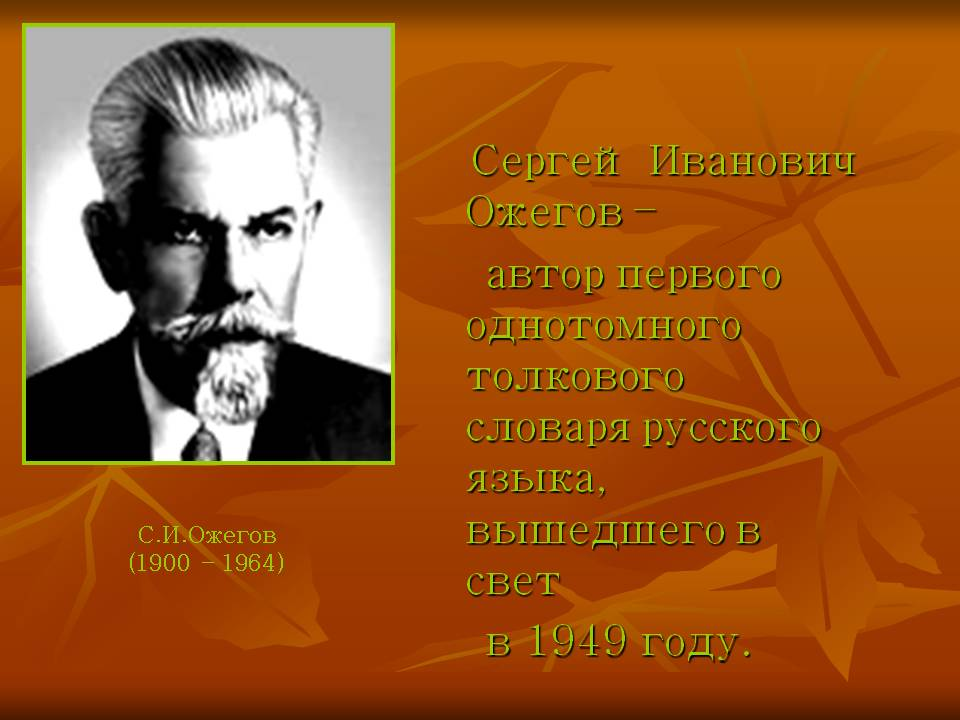 С.И.Ожегов
(1900 – 1964)
Сергей Иванович
Ожегов –
автор первого
однотомного
толкового
словаря русского
языка,
вышедшего в
свет
в 1949 году.